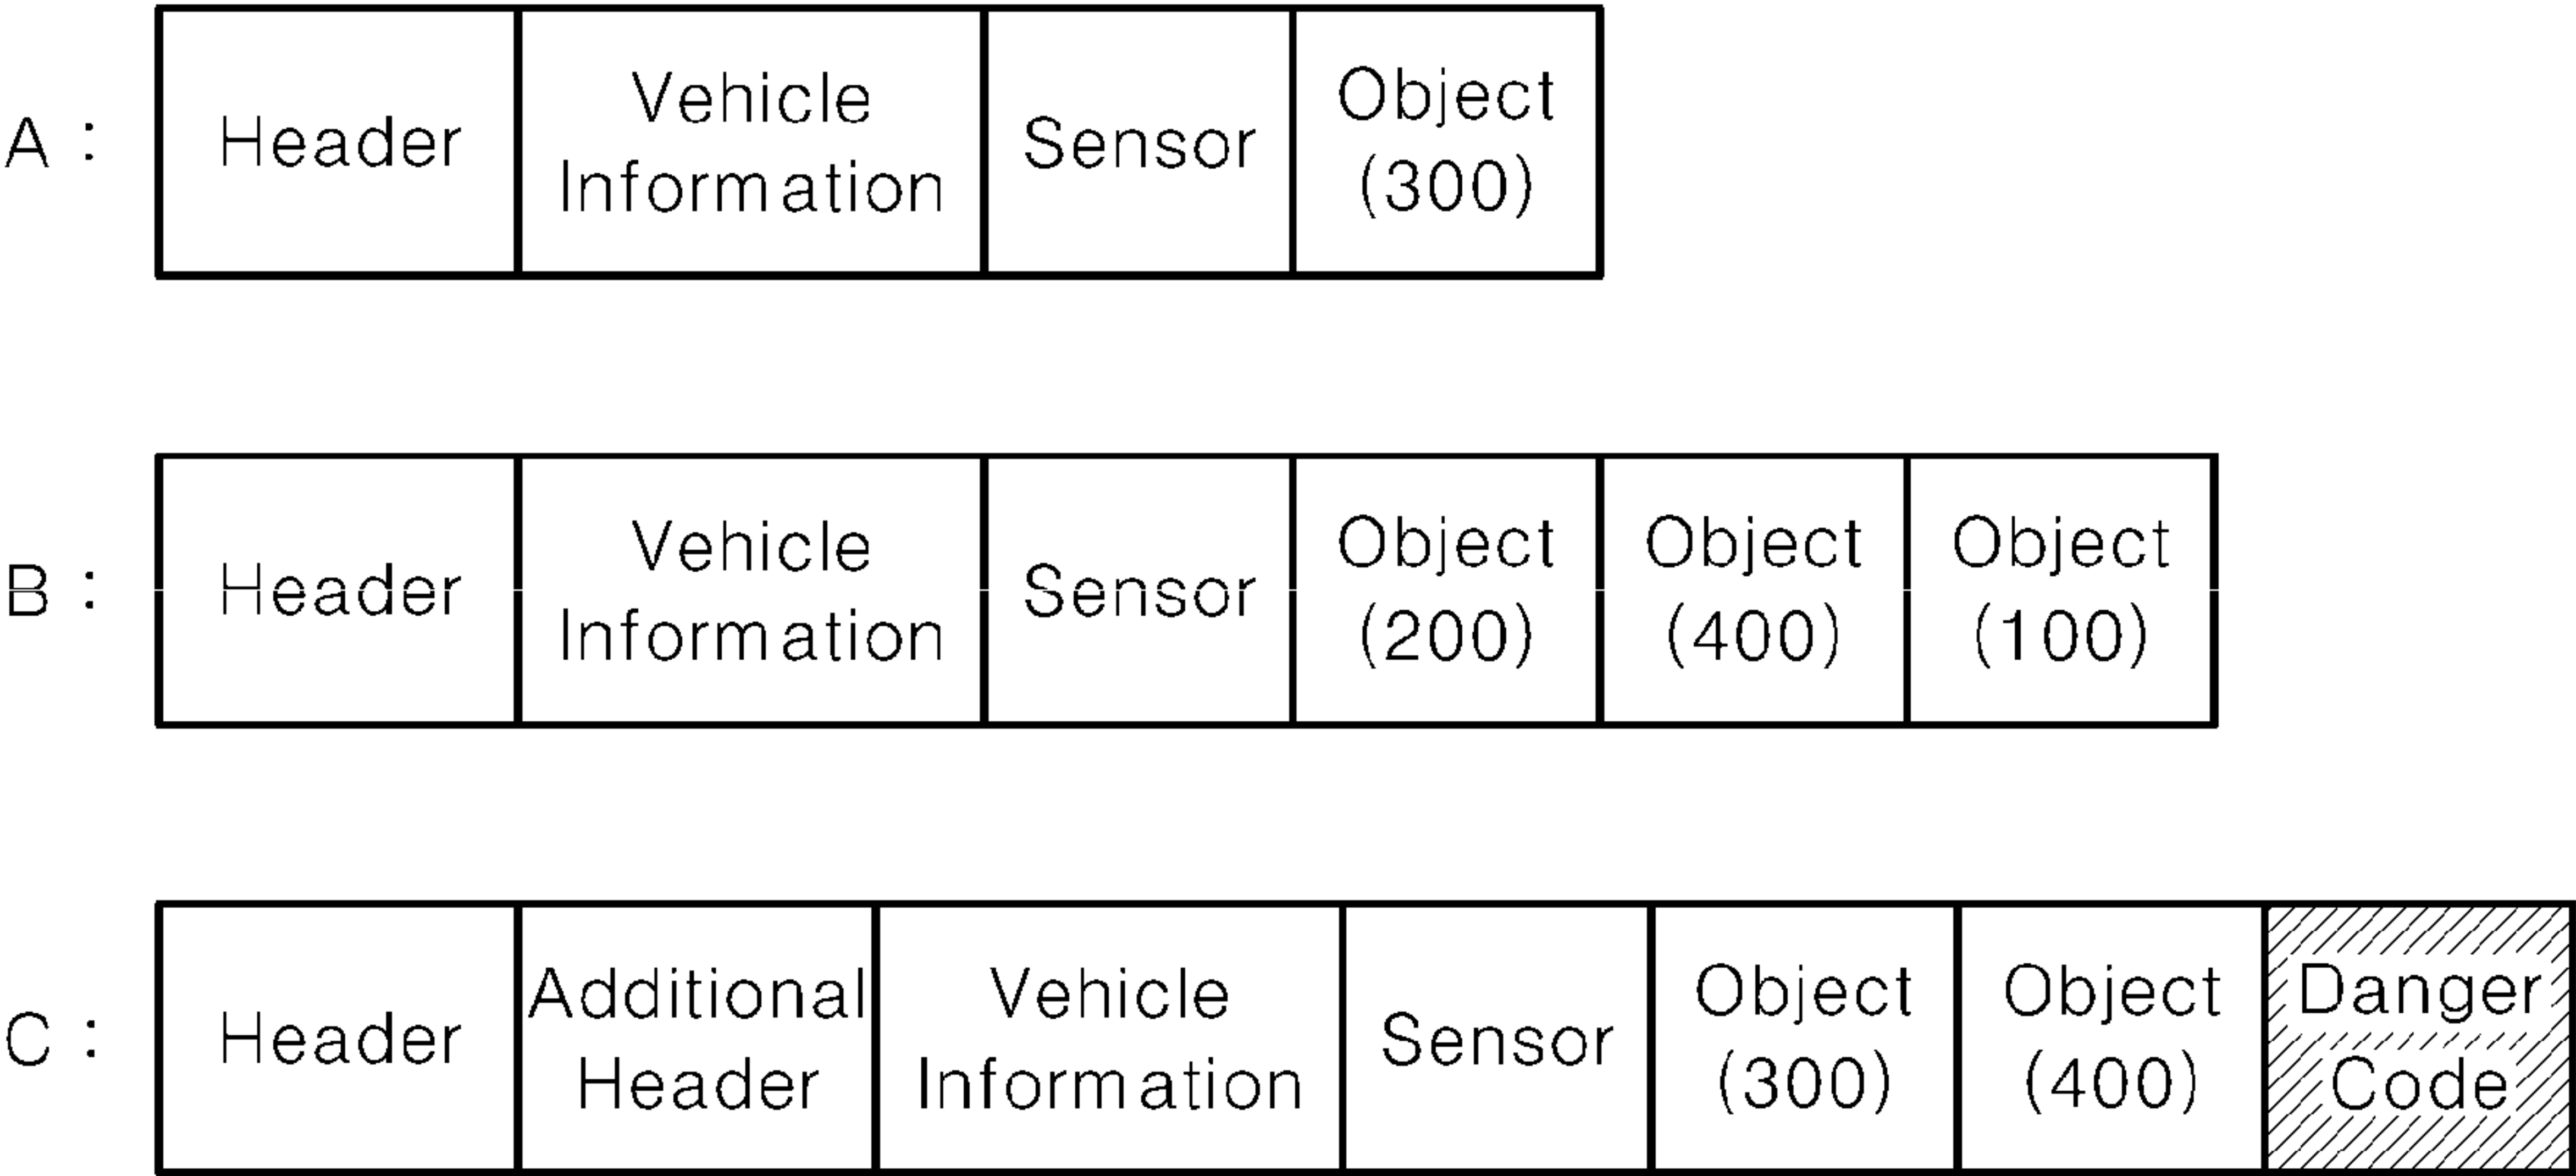 A :
Header
Vehicle
Information
Sensor
Object
(300)
B :
Header
Vehicle
Information
Sensor
Object
(200)
Object
(400)
Object
(100)
C :
Header
Additional
Header
Vehicle
Information
Sensor
Object
(300)
Object
(400)
Danger
Code